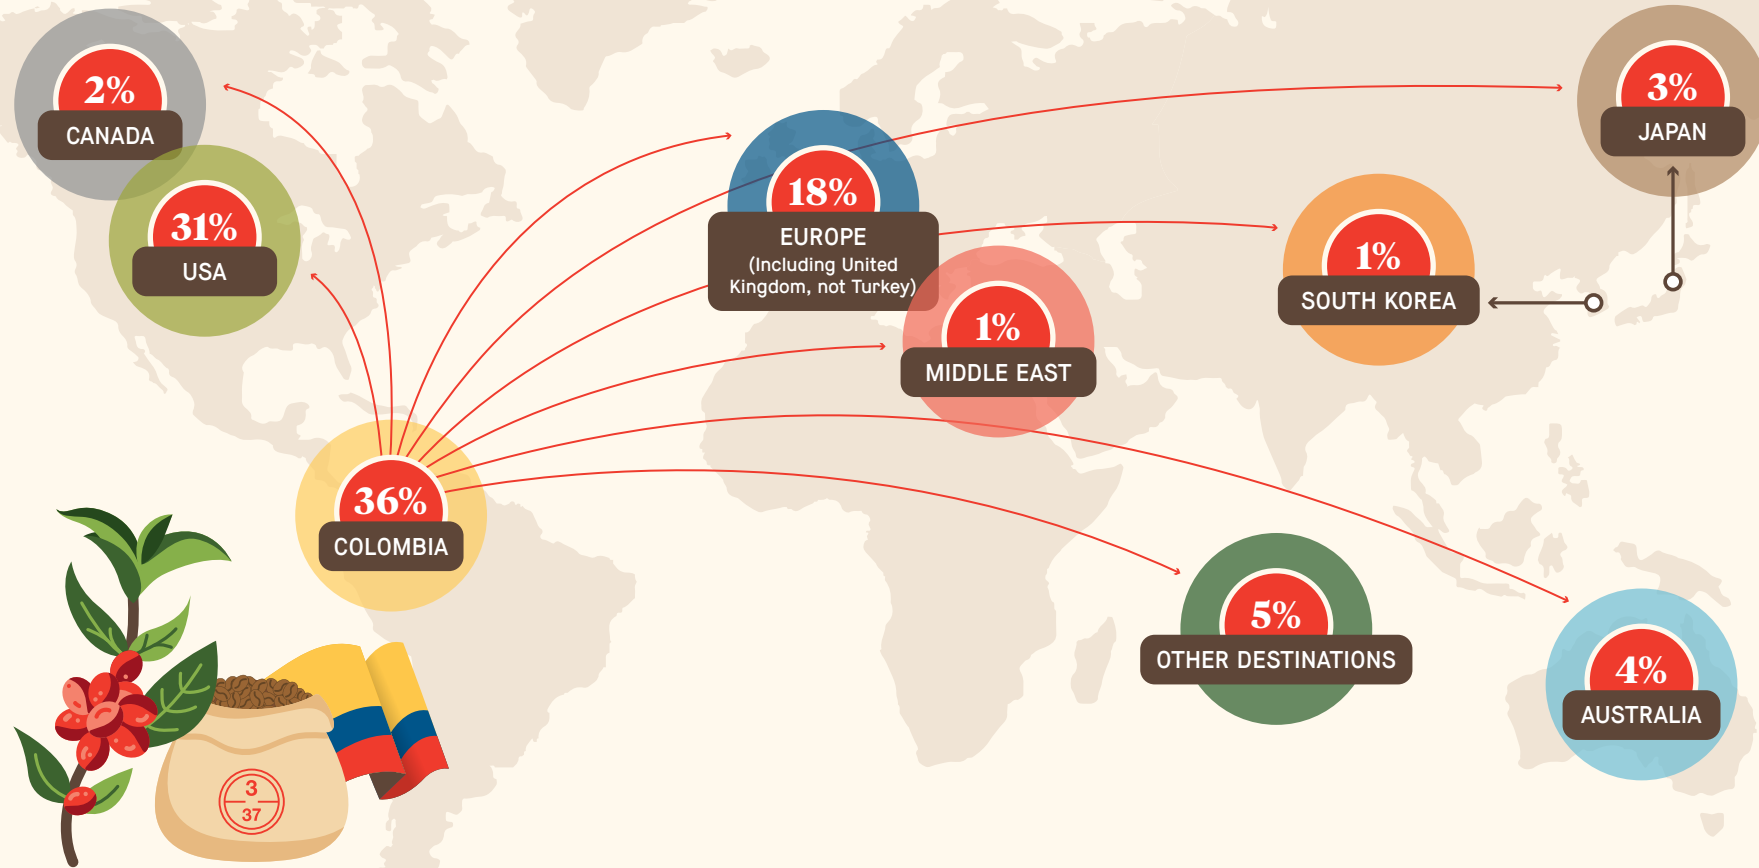 2%
CANADA
31%
USA
36%
COLOMBIA
18%
EUROPE
(Including United
Kingdom, not Turkey)
1%
MIDDLE EAST
1%
SOUTH KOREA
3%
JAPAN
5%
OTHER DESTINATIONS
4%
AUSTRALIA
3
37